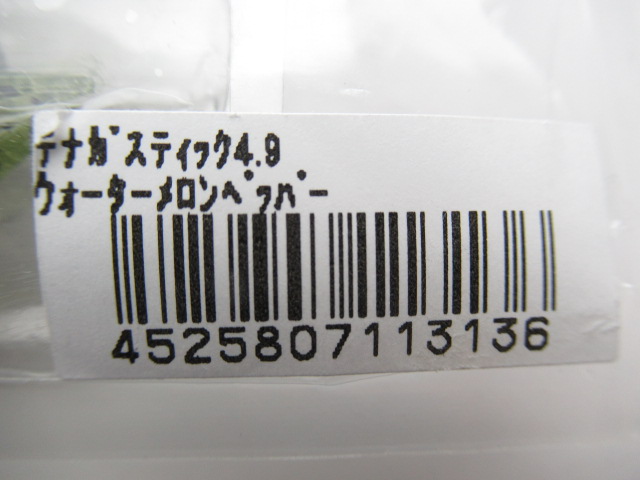 ﾃﾅｶﾞｽﾃｨｯｸ4.9
ｳｫｰﾀｰﾒﾛﾝﾍﾟｯﾊﾟｰ
4525807113136